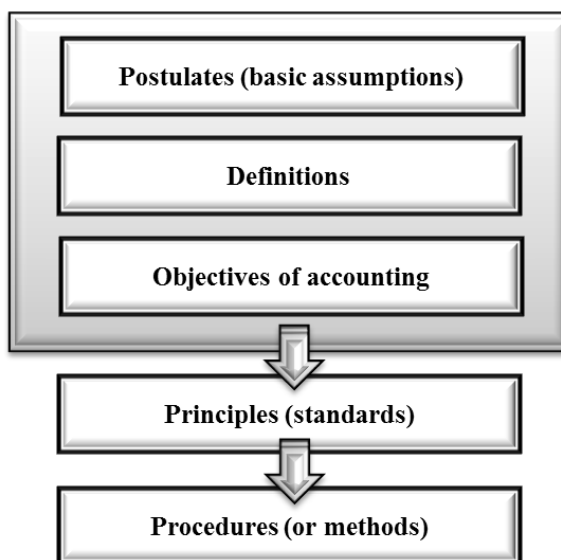 Postulates (basic assumptions)
Definitions
Objectives of accounting
Principles (standards)
Procedures (or methods)